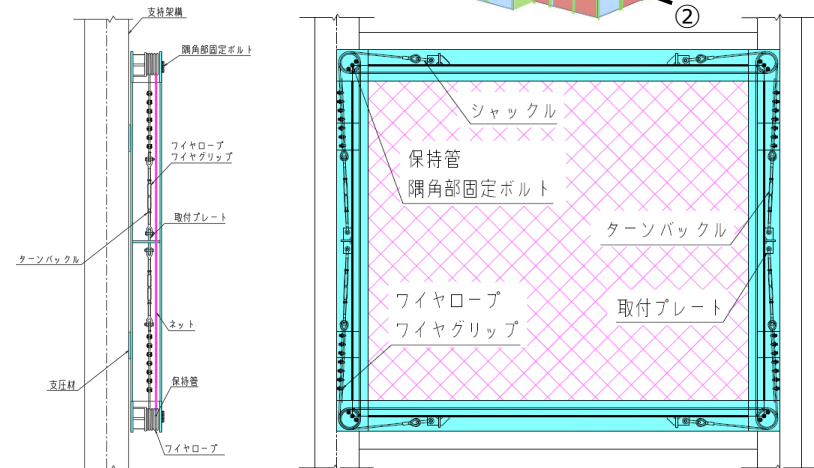 ②
支持架構
隅角部固定ボルト
ワイヤロープ
ワイヤグリップ
取付プレート
ターンバックル
ネット
支圧材
保持管
ワイヤロープ
シャックル
保持管
隅角部固定ボルト
ターンバックル
取付プレート
ワイヤロープ
ワイヤグリップ